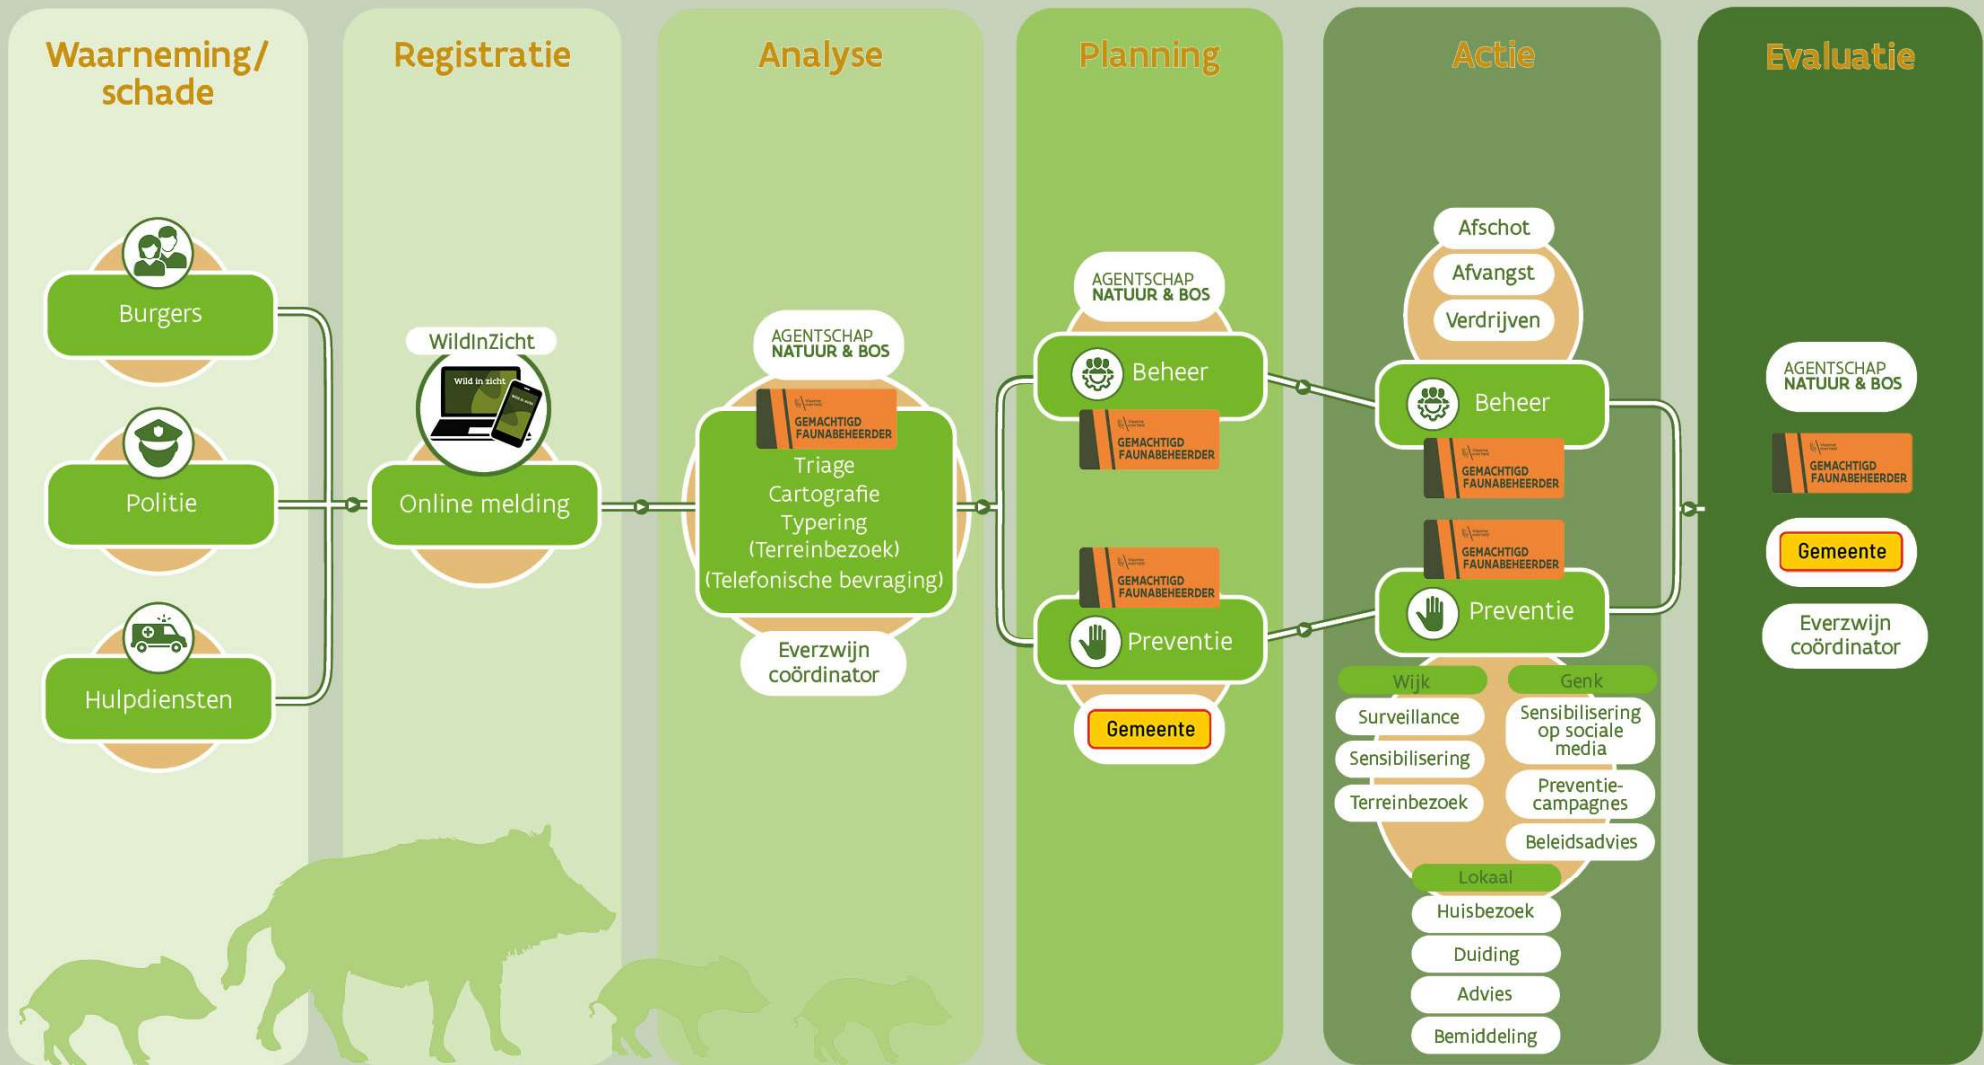 Waarneming/
schade
Burgers
Politie
Hulpdiensten
Registratie
WildInZicht
Wild in zicht
Online melding
Analyse
AGENTSCHAP
NATUUR & BOS
GEMACHTIGD
FAUNABEHEERDER
Triage
Cartografie
Typering
(Terreinbezoek)
(Telefonische bevraging)
Everzwijn
coördinator
Planning
AGENTSCHAP
NATUUR & BOS
Beheer
GEMACHTIGD
FAUNABEHEERDER
GEMACHTIGD
FAUNABEHEERDER
Preventie
Gemeente
Actie
Afschot
Afvangst
Verdrijven
Beheer
GEMACHTIGD
FAUNABEHEERDER
GEMACHTIGD
FAUNABEHEERDER
Preventie
Wijk
Surveillance
Sensibilisering
Terreinbezoek
Genk
Sensibilisering
op sociale
media
Preventie-
campagnes
Beleidsadvies
Lokaal
Huisbezoek
Duiding
Advies
Bemiddeling
Evaluatie
AGENTSCHAP
NATUUR & BOS
GEMACHTIGD
FAUNABEHEERDER
Gemeente
Everzwijn
coördinator